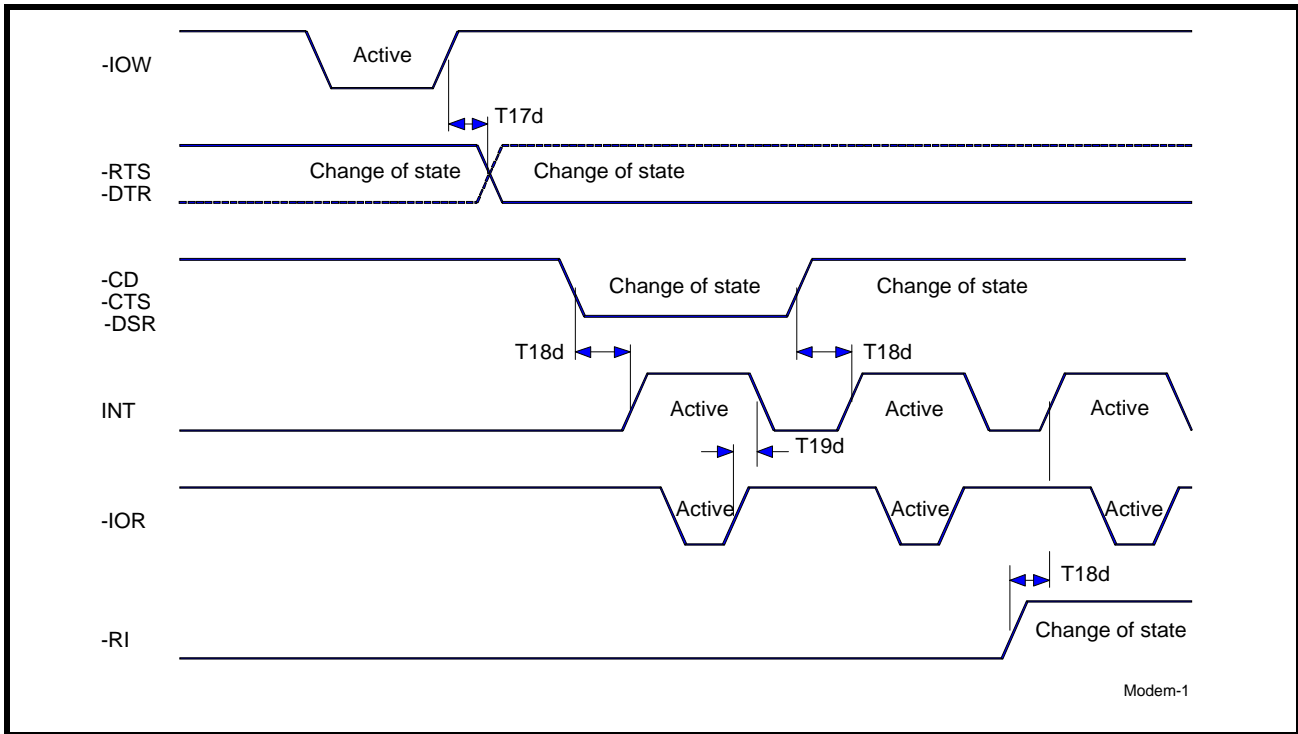 -IOW
Active
T17d
-RTS
-DTR
Change of state
Change of state
-CD
-CTS
-DSR
Change of state
Change of state
T18d
T18d
INT
Active
Active
Active
T19d
-IOR
Active
Active
Active
T18d
-RI
Change of state
Modem-1